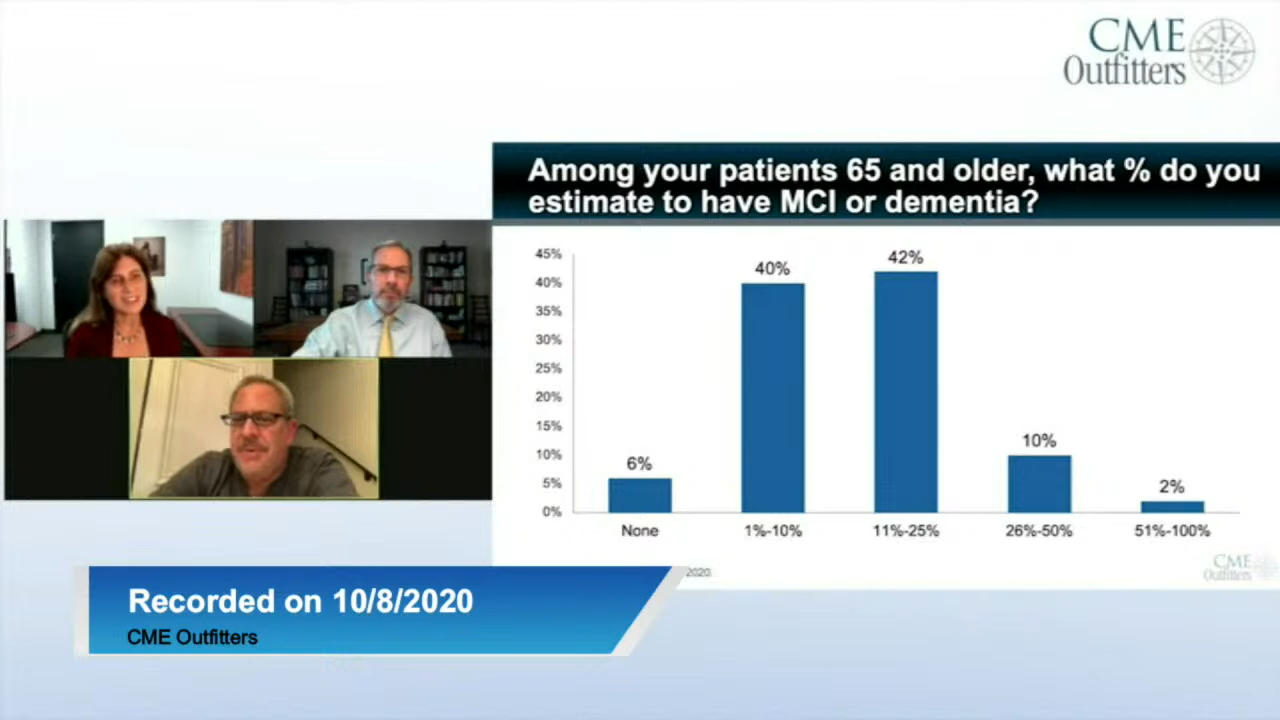 CME
Outfitters
Among your patients 65 and older, what % do you
estimate to have MCI or dementia?
45%
40%
35%
30%
25%
20%
15%
10%
5%
0%
6%
40%
42%
10%
2%
None
1%-10%
11%-25%
26%-50%
51%-100%
2020.
CME
Outfitters
Recorded on 10/8/2020
CME Outfitters